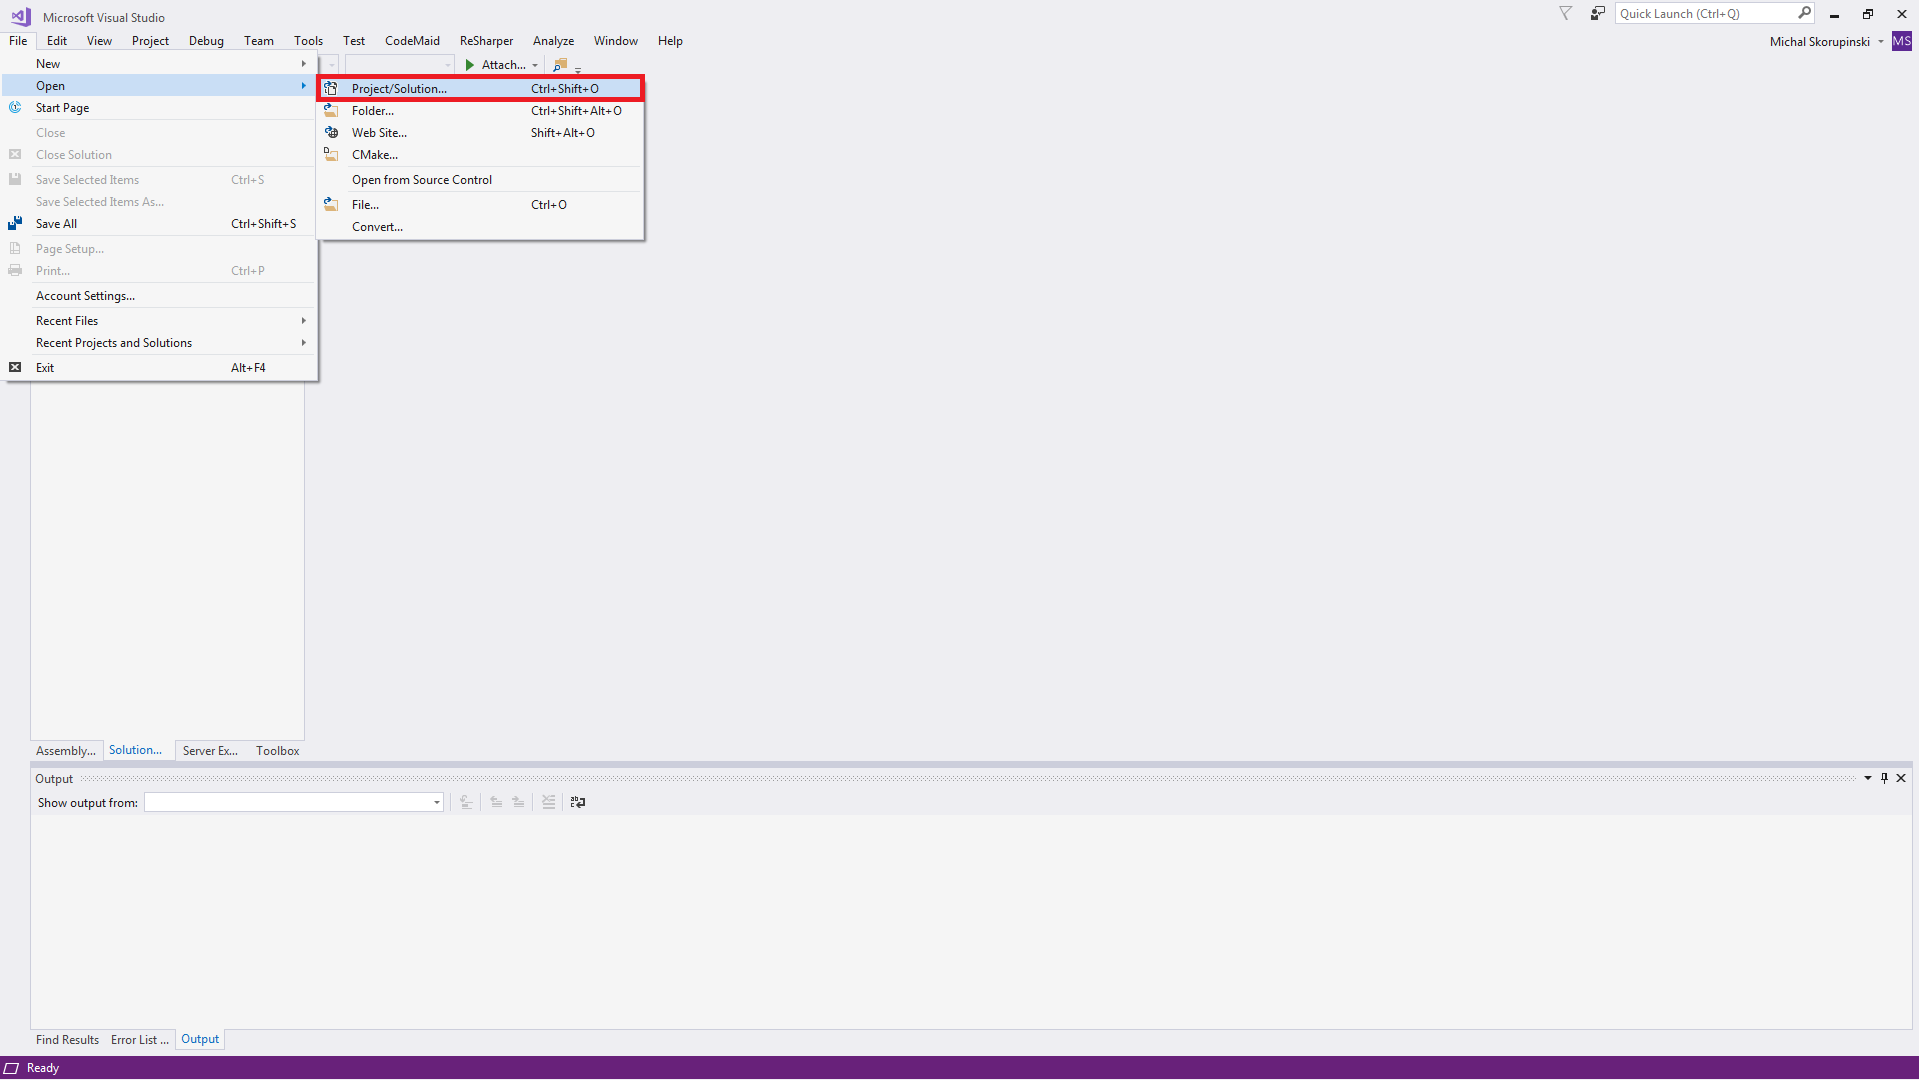 Microsoft Visual Studio
Quick Launch (Ctrl+Q)
File Edit View Project Debug Team Tools Test CodeMaid ReSharper Analyze Window Help
Michal Skorupinski MS
Attach...
New
Open
Start Page
Close
Close Solution
Save Selected Items Ctrl+S
Save Selected Items As...
Save All Ctrl+Shift+S
Page Setup...
Print... Ctrl+P
Account Settings...
Recent Files
Recent Projects and Solutions
Exit Alt+F4
Project/Solution... Ctrl+Shift+O
Folder... Ctrl+Shift+Alt+O
Web Site... Shift+Alt+O
CMake...
Open from Source Control
File... Ctrl+O
Convert...
Assembly... Solution... Server Ex... Toolbox
Output
Show output from:
Find Results Error List ... Output
Ready